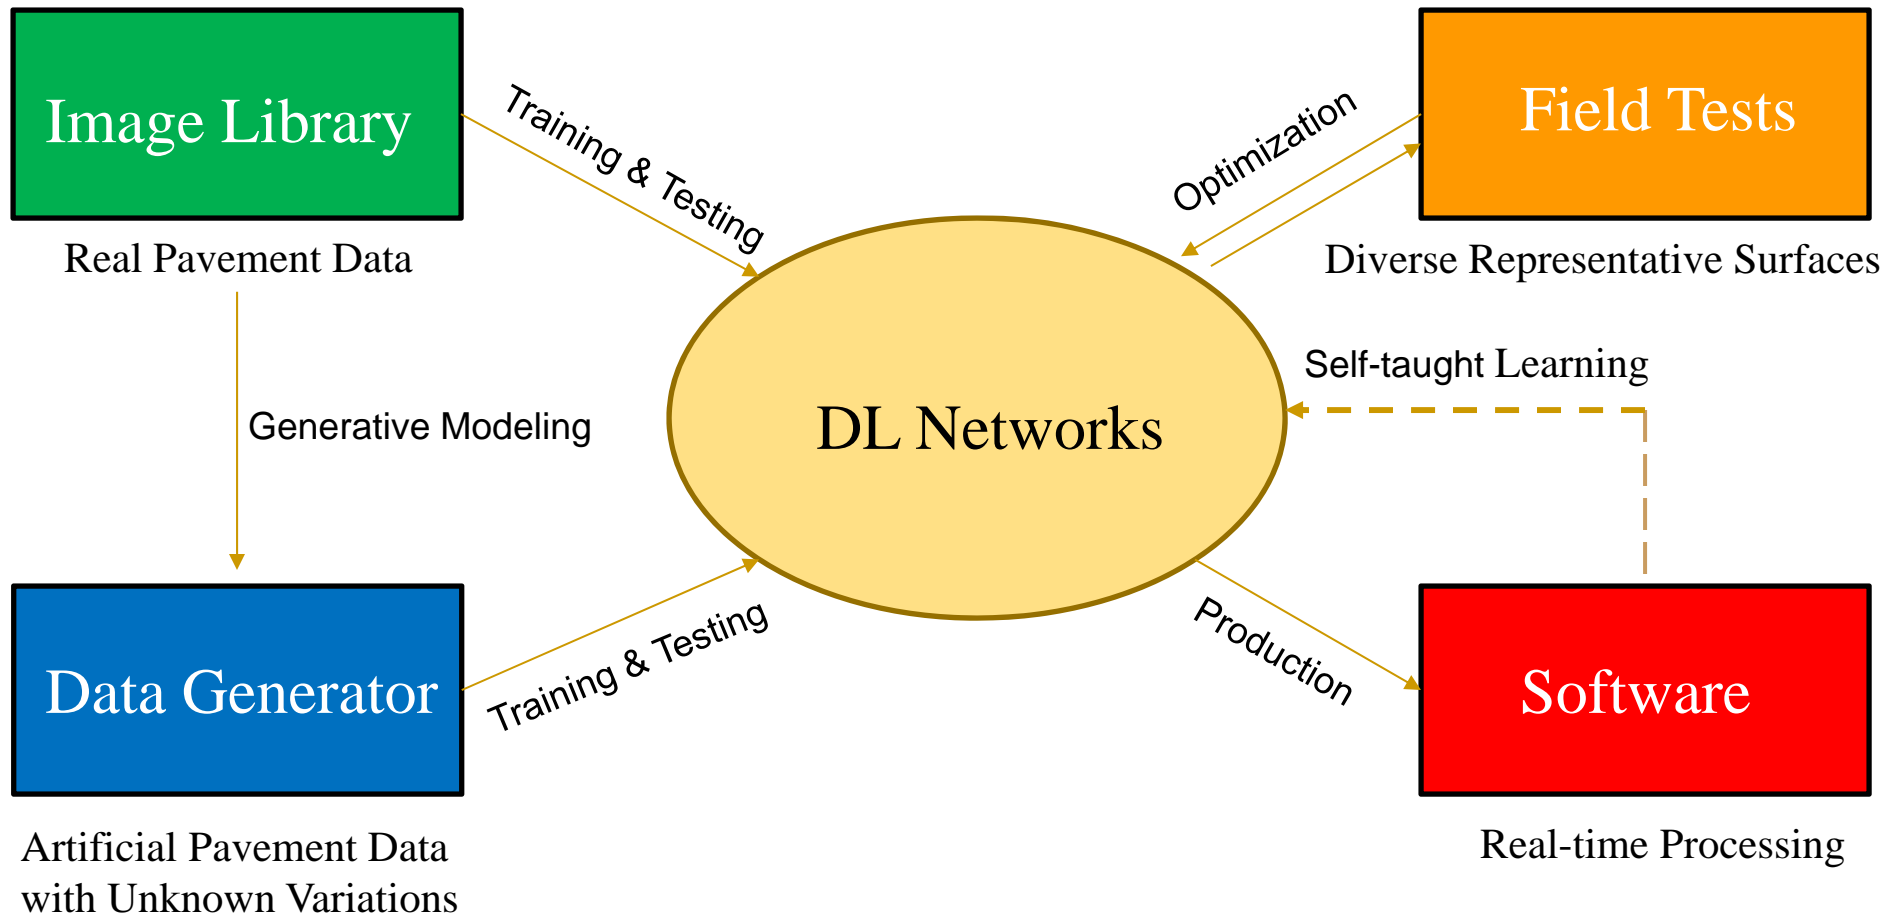 Image Library
Real Pavement Data
Training & Testing
Optimization
Field Tests
Diverse Representative Surfaces
Self-taught Learning
Generative Modeling
DL Networks
Data Generator
Training & Testing
Production
Software
Artificial Pavement Data
with Unknown Variations
Real-time Processing